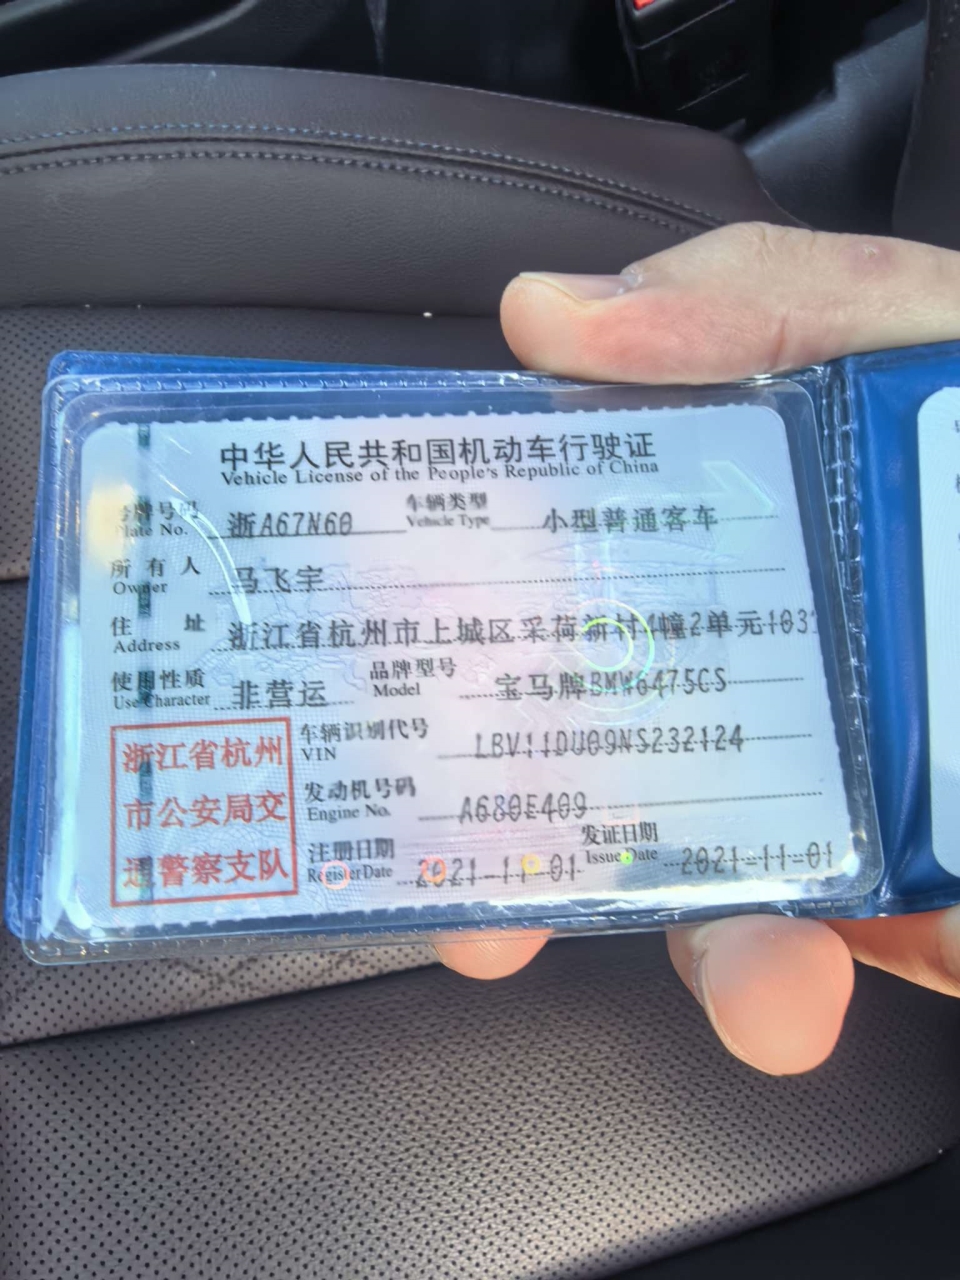 中华人民共和国机动车行驶证
Vehicle License of the People's Republic of China
号牌号码 浙A67N60 车辆类型 小型普通客车
Plate No. Vehicle Type
所有人 马飞宇
Owner
住址 浙江省杭州市上城区采荷新村4幢2单元103
Address
使用性质 非营运 品牌型号 宝马牌BMW6475CS
Use Character Model
浙江省杭州
市公安局交
通警察支队
车辆识别代号 LBV11DU09NS232124
VIN
发动机号码 A680E409
Engine No.
注册日期 2021-11-01 发证日期 2021-11-01
Register Date Issue Date